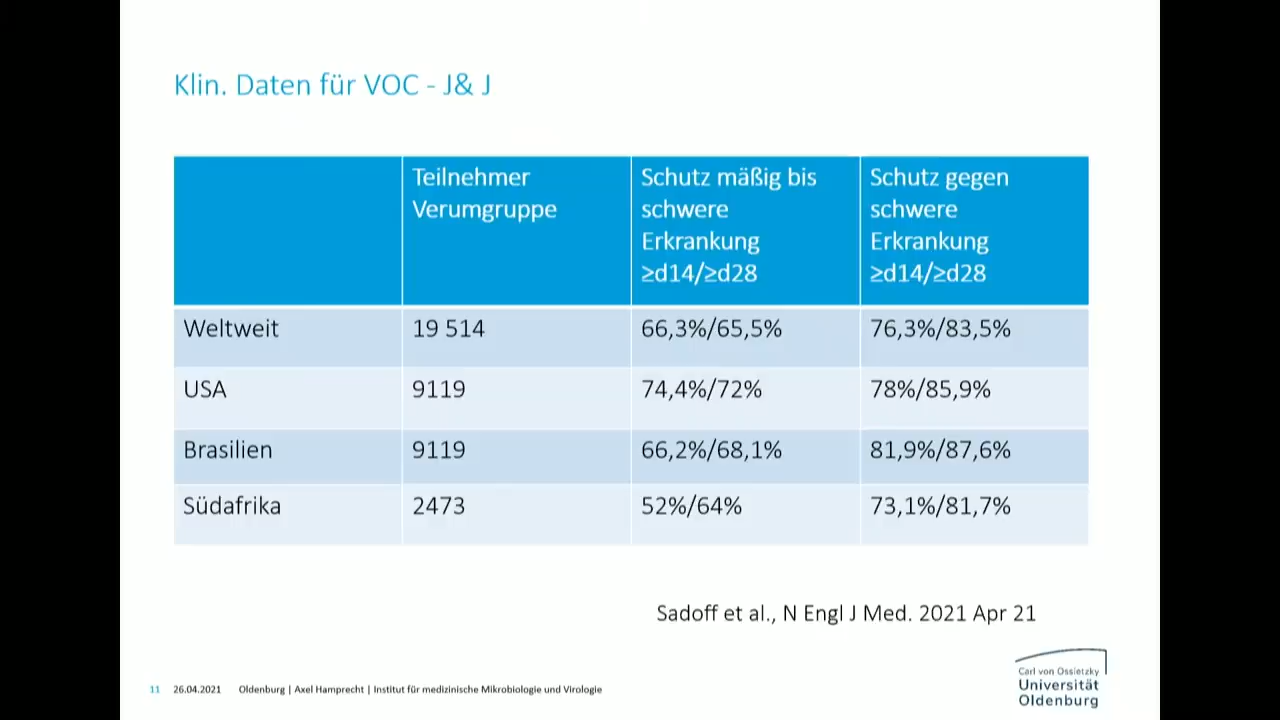 Klin. Daten für VOC - J& J
Teilnehmer
Verumgruppe
Schutz mäßig bis
schwere
Erkrankung
≥d14/≥d28
Schutz gegen
schwere
Erkrankung
≥d14/≥d28
Weltweit 19 514 66,3%/65,5% 76,3%/83,5%
USA 9119 74,4%/72% 78%/85,9%
Brasilien 9119 66,2%/68,1% 81,9%/87,6%
Südafrika 2473 52%/64% 73,1%/81,7%
Sadoff et al., N Engl J Med. 2021 Apr 21
11 26.04.2021 Oldenburg | Axel Hamprecht | Institut für medizinische Mikrobiologie und Virologie
Carl von Ossietzky
Universität
Oldenburg